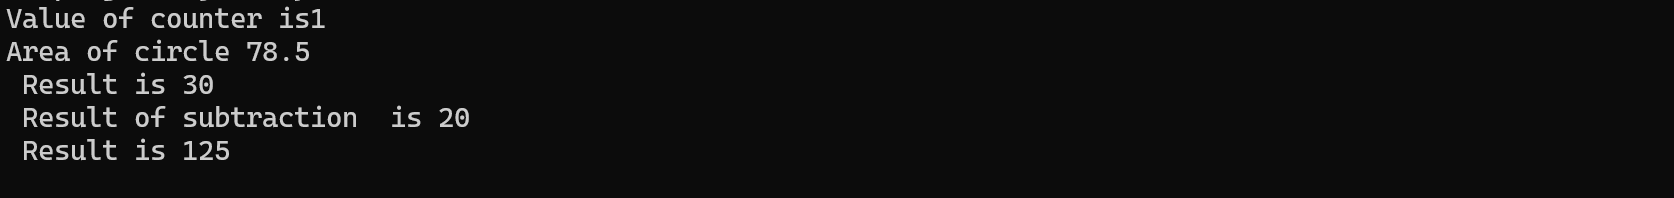 Value of counter is1
Area of circle 78.5
 Result is 30
 Result of subtraction  is 20
 Result is 125